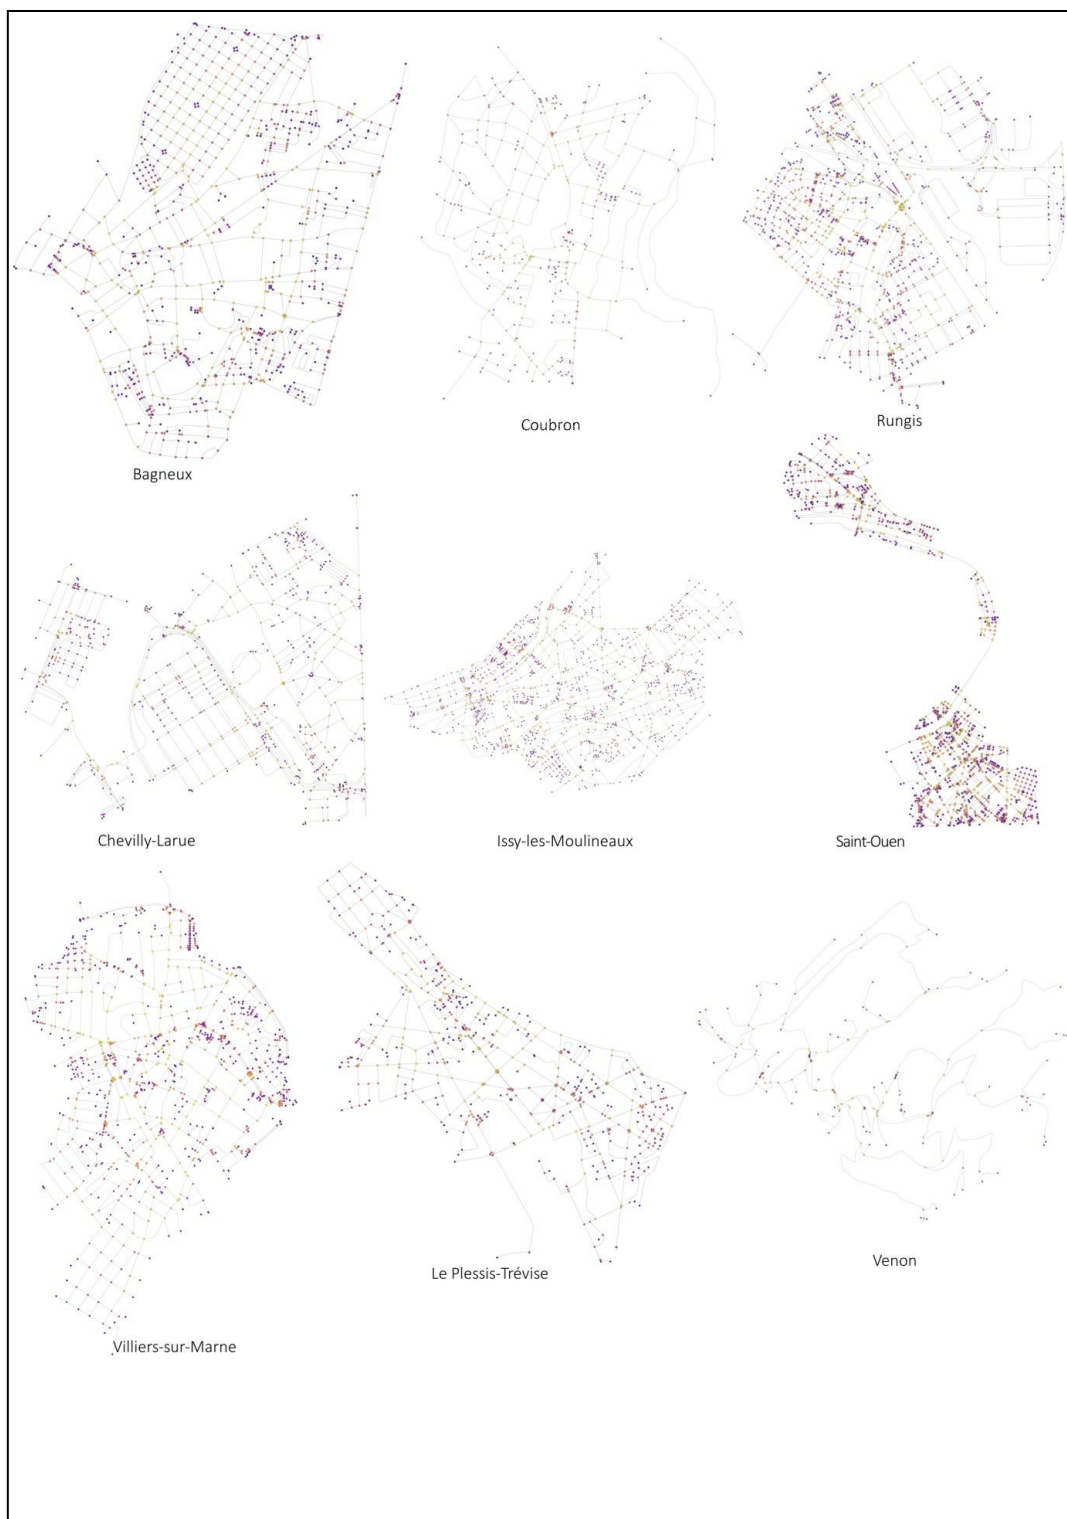 Coubron
Rungis
Bagneux
Chevilly-Larue
Issy-les-Moulineaux
Saint-Ouen
Le Plessis-Trévise
Venon
Villiers-sur-Marne